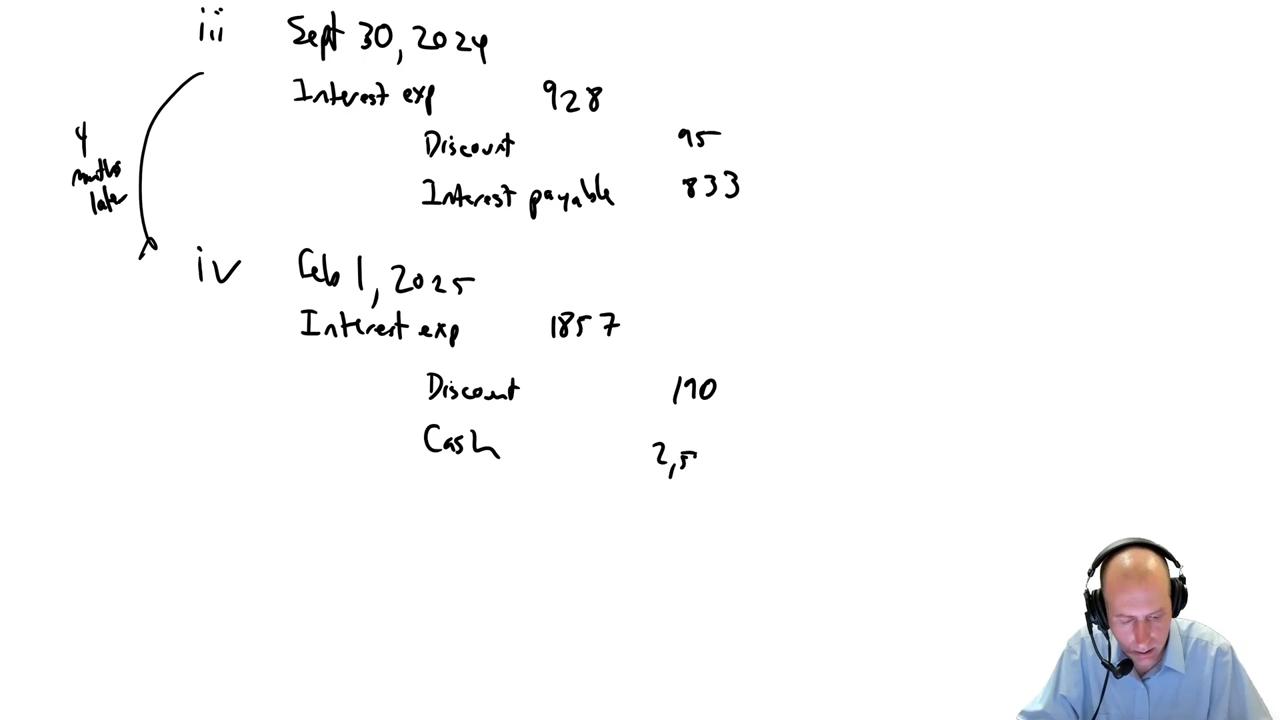 iii Sept 30, 2024
Interest exp 928
Discount 95
Interest payable 833
4 months later
iv Feb 1, 2025
Interest exp 1857
Discount 190
Cash 2,5